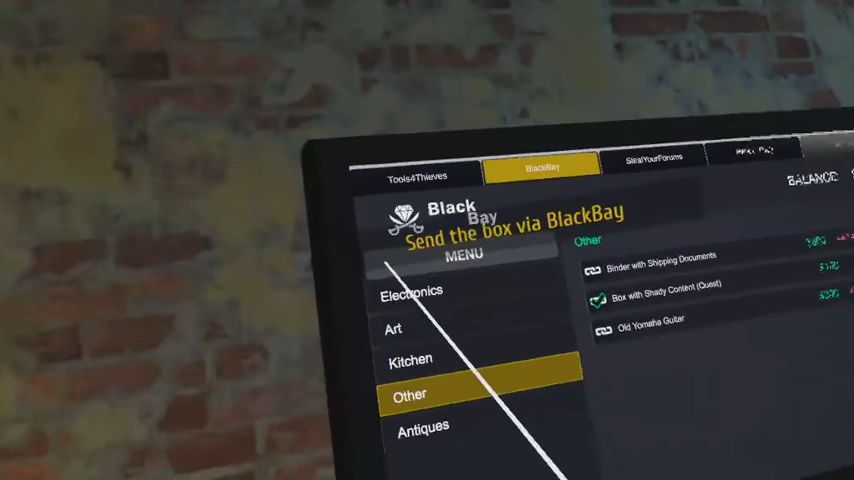 Tools4Thieves
BlackBay
StealYourForums
BALANCE
Black
Bay
Send the box via BlackBay
MENU
Other
Electronics
Binder with Shipping Documents
Box with Shady Content (Quest)
Art
Old Yomaha Guitar
Kitchen
Other
Antiques